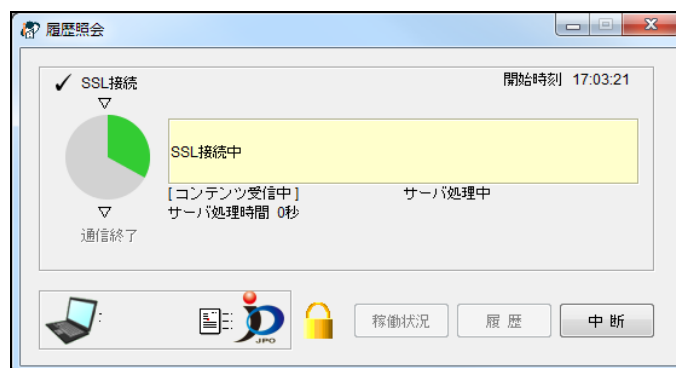 履歴照会
SSL接続
開始時刻 17:03:21
SSL接続中
[コンテンツ受信中] サーバ処理中
サーバ処理時間 0秒
通信終了
JPO
稼働状況 履 歴 中 断